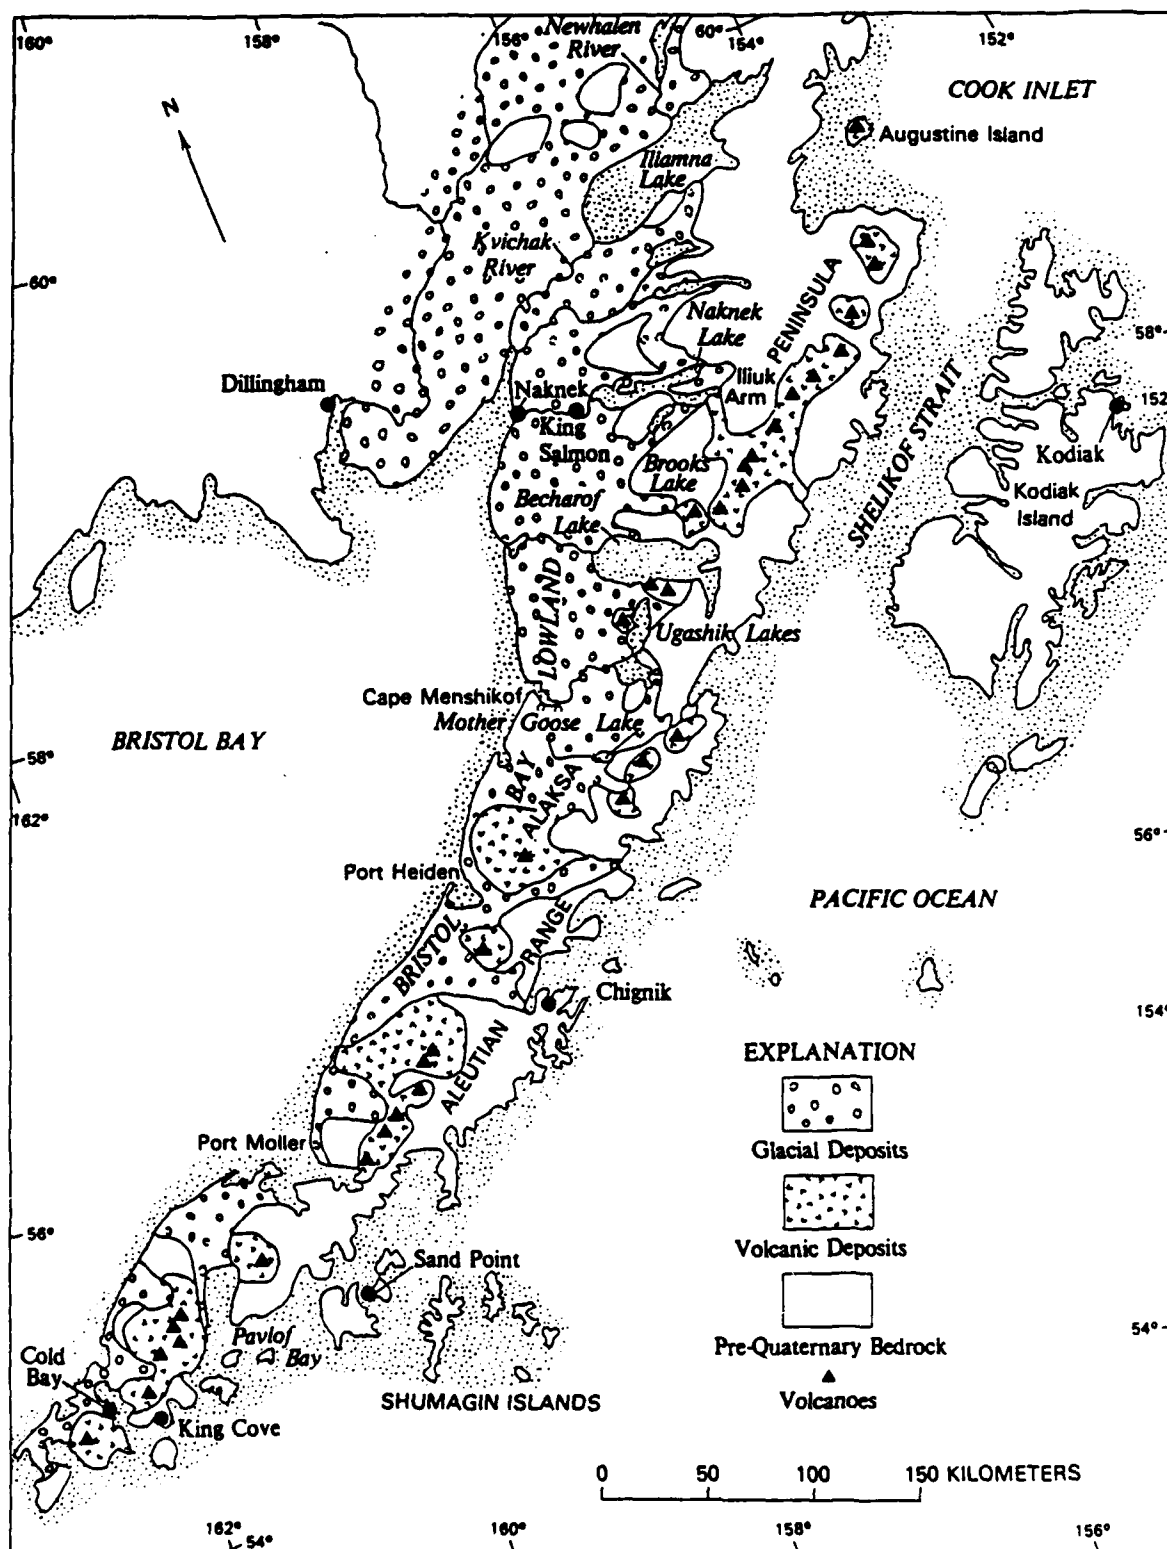 160°
158°
156°
Newhalen
River
60°
154°
152°
N
COOK INLET
Augustine Island
Iliamna
Lake
Kvichak
River
60°
PENINSULA
Naknek
Lake
58°
Dillingham
Naknek
Iliuk
Arm
152°
King
Salmon
SHELIKOF STRAIT
Kodiak
Brooks
Lake
Kodiak
Island
Becharof
Lake
LOWLAND
Ugashik Lakes
Cape Menshikof
Mother Goose Lake
BRISTOL BAY
58°
BAY
ALAKSA
162°
56°
Port Heiden
PACIFIC OCEAN
BRISTOL
RANGE
Chignik
154°
ALEUTIAN
EXPLANATION
Glacial Deposits
Port Moller
Volcanic Deposits
56°
Sand Point
54°
Pavlof
Bay
Pre-Quaternary Bedrock
Cold
Bay
SHUMAGIN ISLANDS
Volcanoes
King Cove
0 50 100 150 KILOMETERS
162°
54°
160°
158°
156°